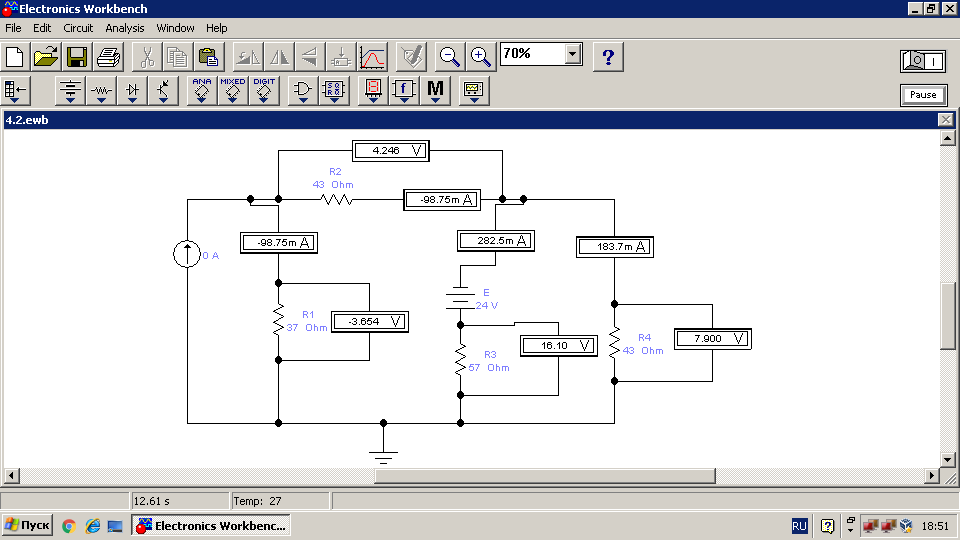 Electronics Workbench
File Edit Circuit Analysis Window Help
70%
?
I
ANA MIXED DIGIT
f
M
Pause
4.2.ewb
4.246 V
R2
43 Ohm
-98.75m A
-98.75m A
282.5m A
183.7m A
0 A
E
24 V
R1
37 Ohm
-3.654 V
16.10 V
R3
57 Ohm
R4
43 Ohm
7.900 V
12.61 s
Temp: 27
Пуск
Electronics Workbenc...
RU
?
18:51